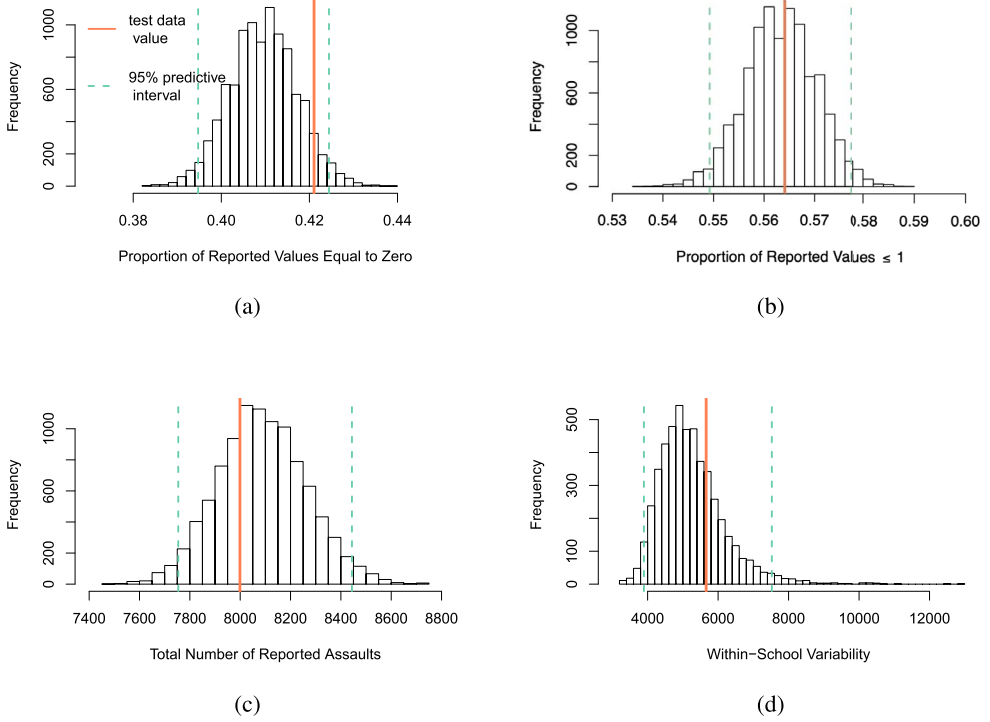 test data
value
95% predictive
interval
Frequency
0 200 600 1000
0.38 0.40 0.42 0.44
Proportion of Reported Values Equal to Zero
(a)
Frequency
0 200 600 1000
0.53 0.54 0.55 0.56 0.57 0.58 0.59 0.60
Proportion of Reported Values ≤ 1
(b)
Frequency
0 200 600 1000
7400 7600 7800 8000 8200 8400 8600 8800
Total Number of Reported Assaults
(c)
Frequency
0 100 300 500
4000 6000 8000 10000 12000
Within−School Variability
(d)